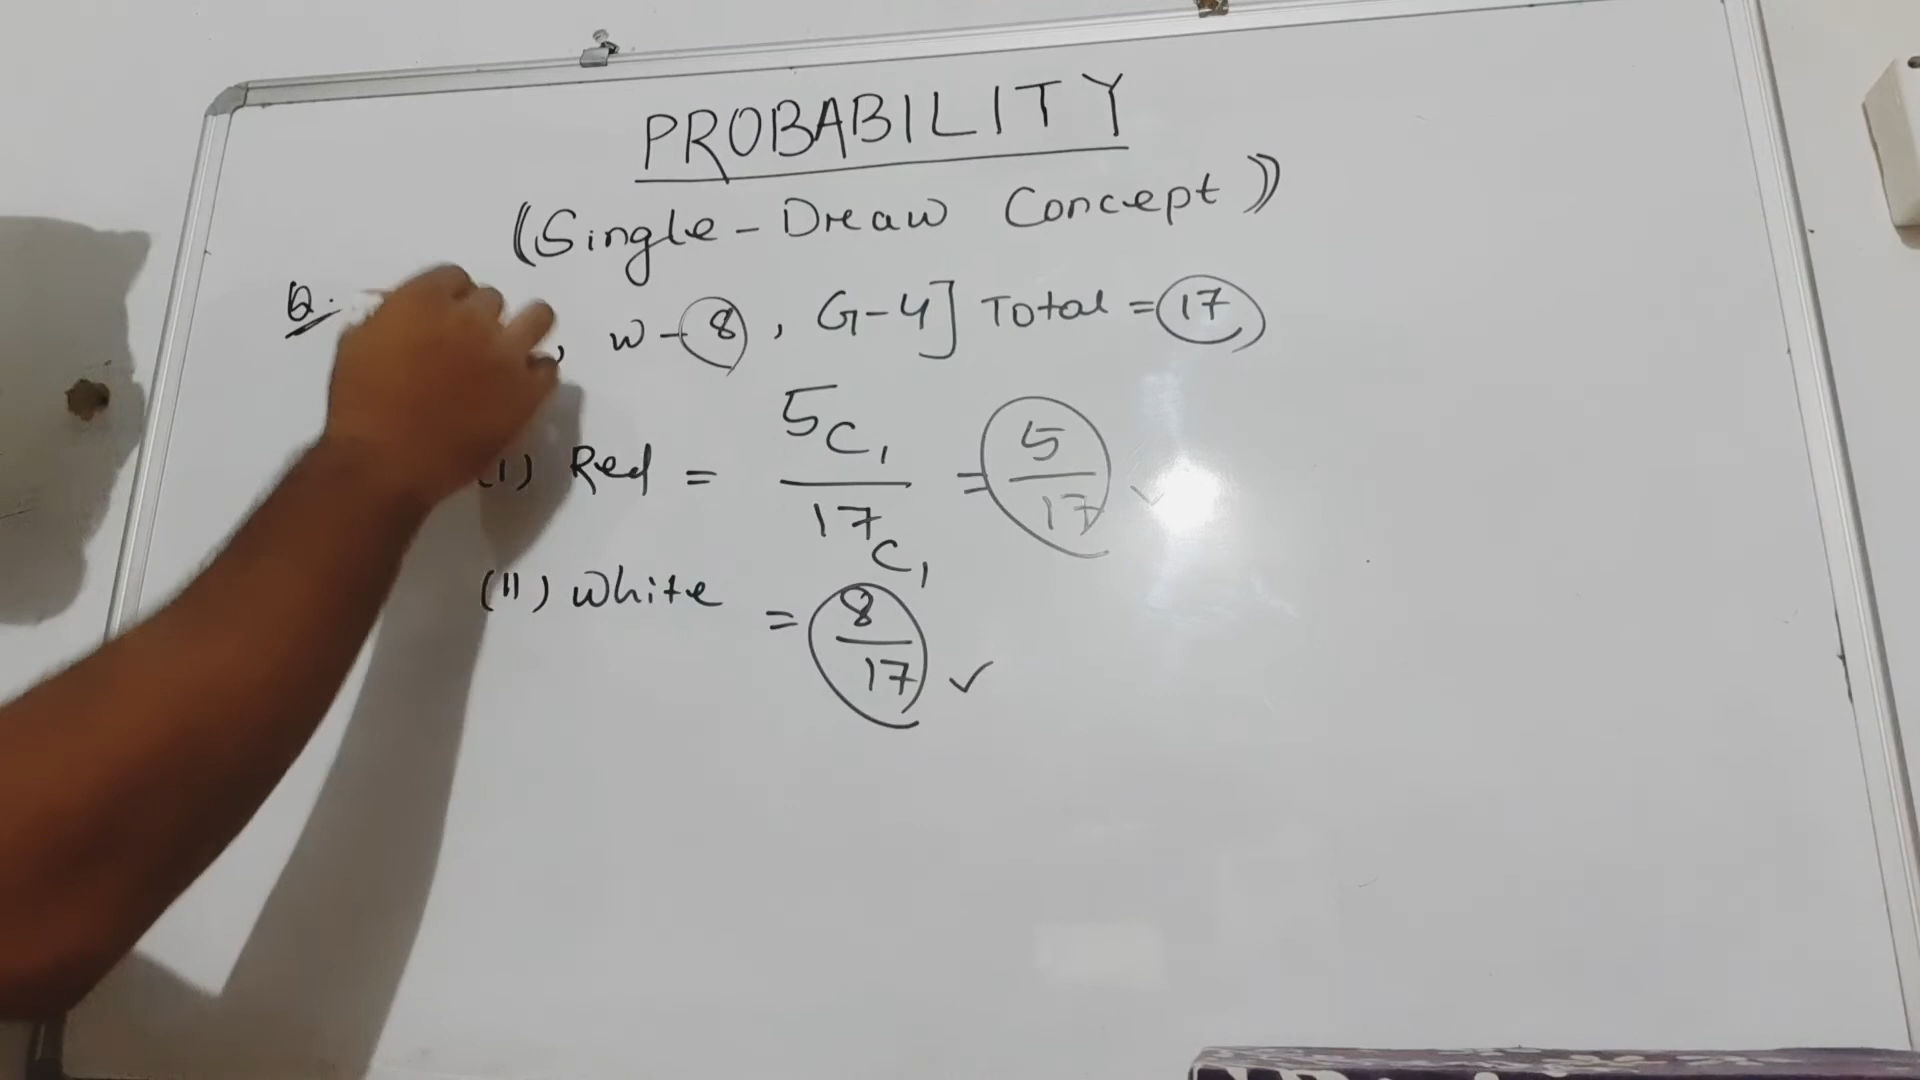 PROBABILITY
((Single-Draw Concept))
Q. , W-8, G-4] Total = 17
(I) Red = 5C1/17C1 = 5/17 ✓
(II) White = 8/17 ✓